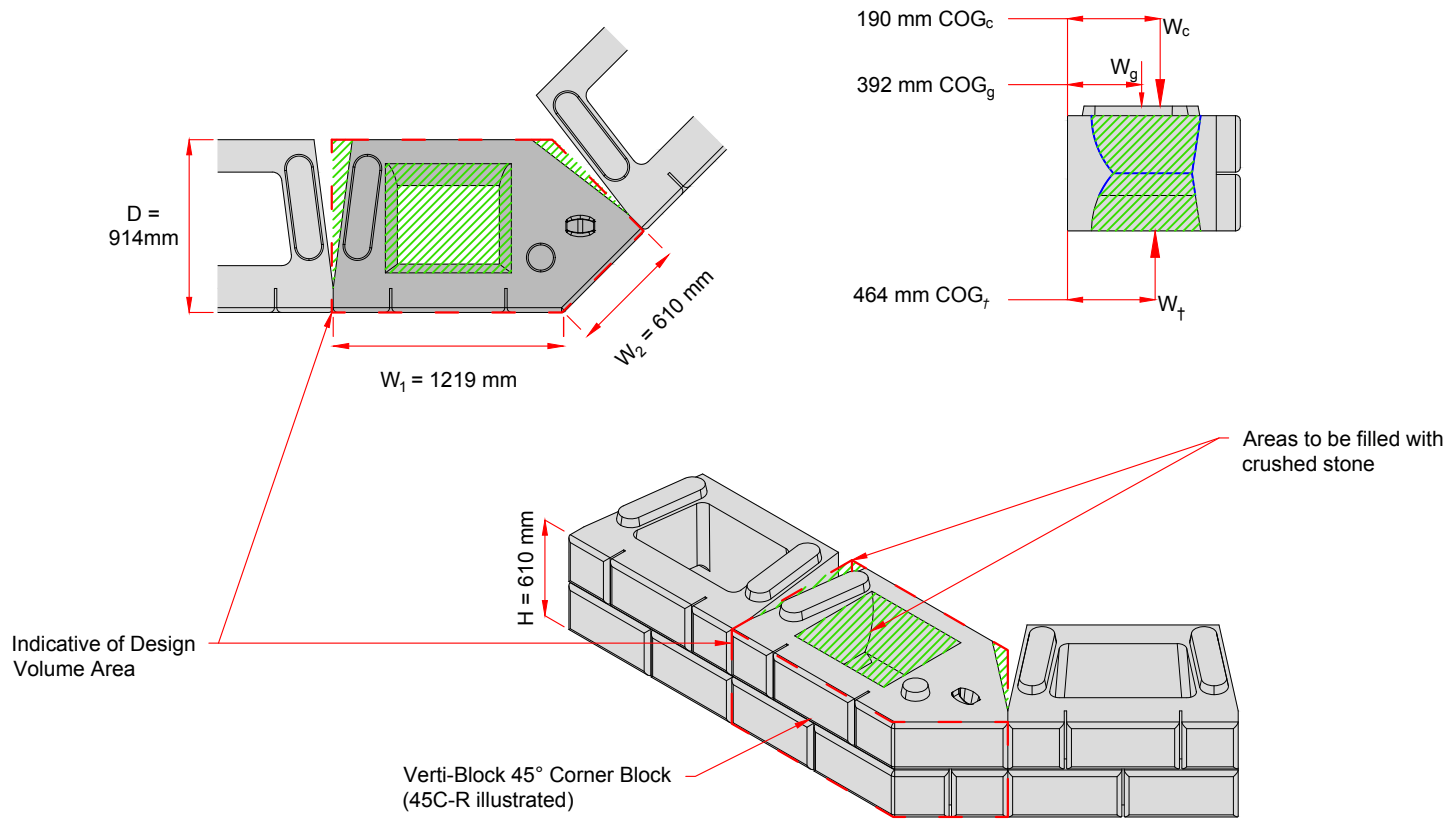 190 mm COGc
Wc
Wg
392 mm COGg
464 mm COG†
W†
D =
914mm
W2 = 610 mm
W1 = 1219 mm
Areas to be filled with
crushed stone
H = 610 mm
Indicative of Design
Volume Area
Verti-Block 45° Corner Block
(45C-R illustrated)